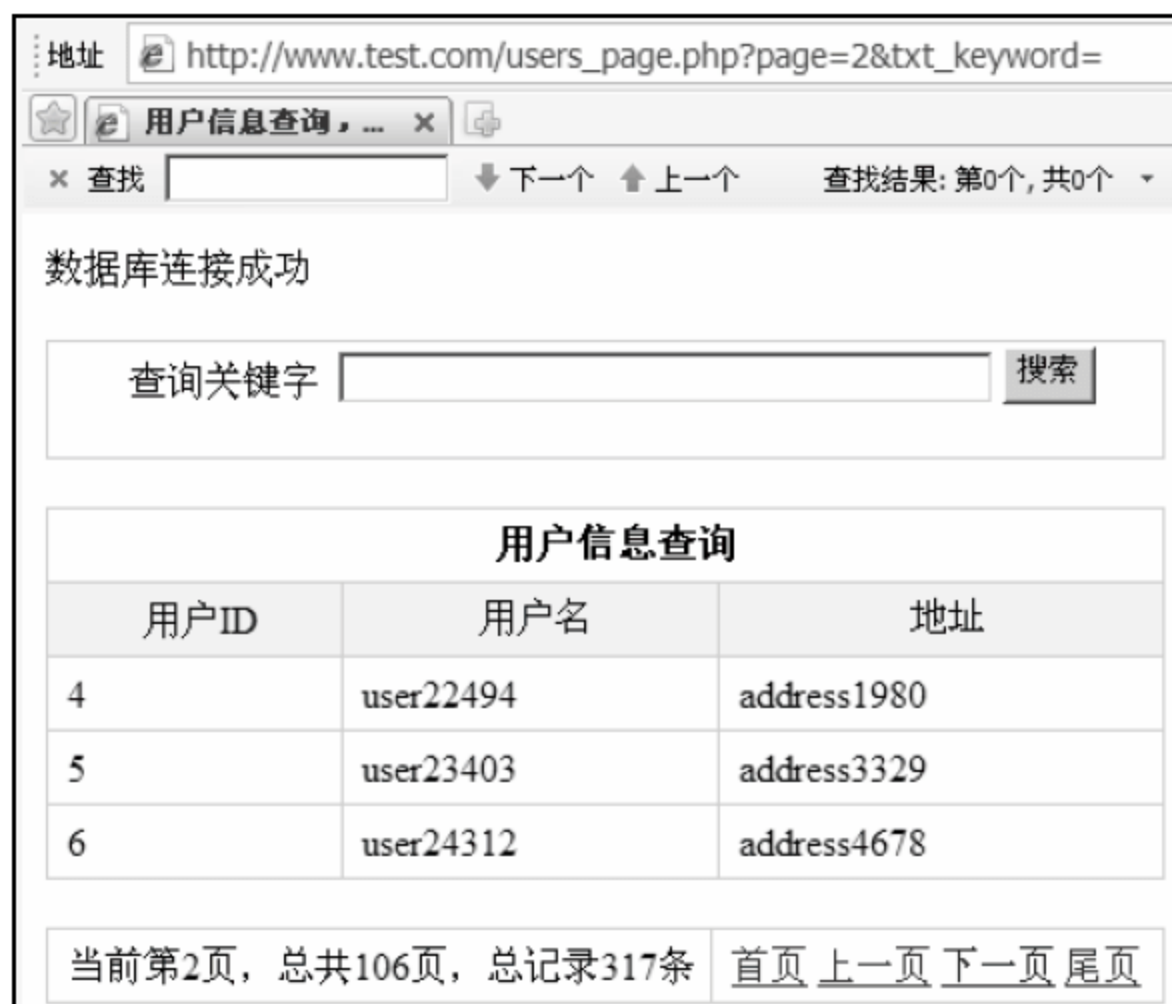 地址 http://www.test.com/users_page.php?page=2&txt_keyword=
用户信息查询，...
查找 下一个 上一个 查找结果: 第0个, 共0个
数据库连接成功
查询关键字 搜索
用户信息查询
用户ID 用户名 地址
4 user22494 address1980
5 user23403 address3329
6 user24312 address4678
当前第2页，总共106页，总记录317条 首页 上一页 下一页 尾页